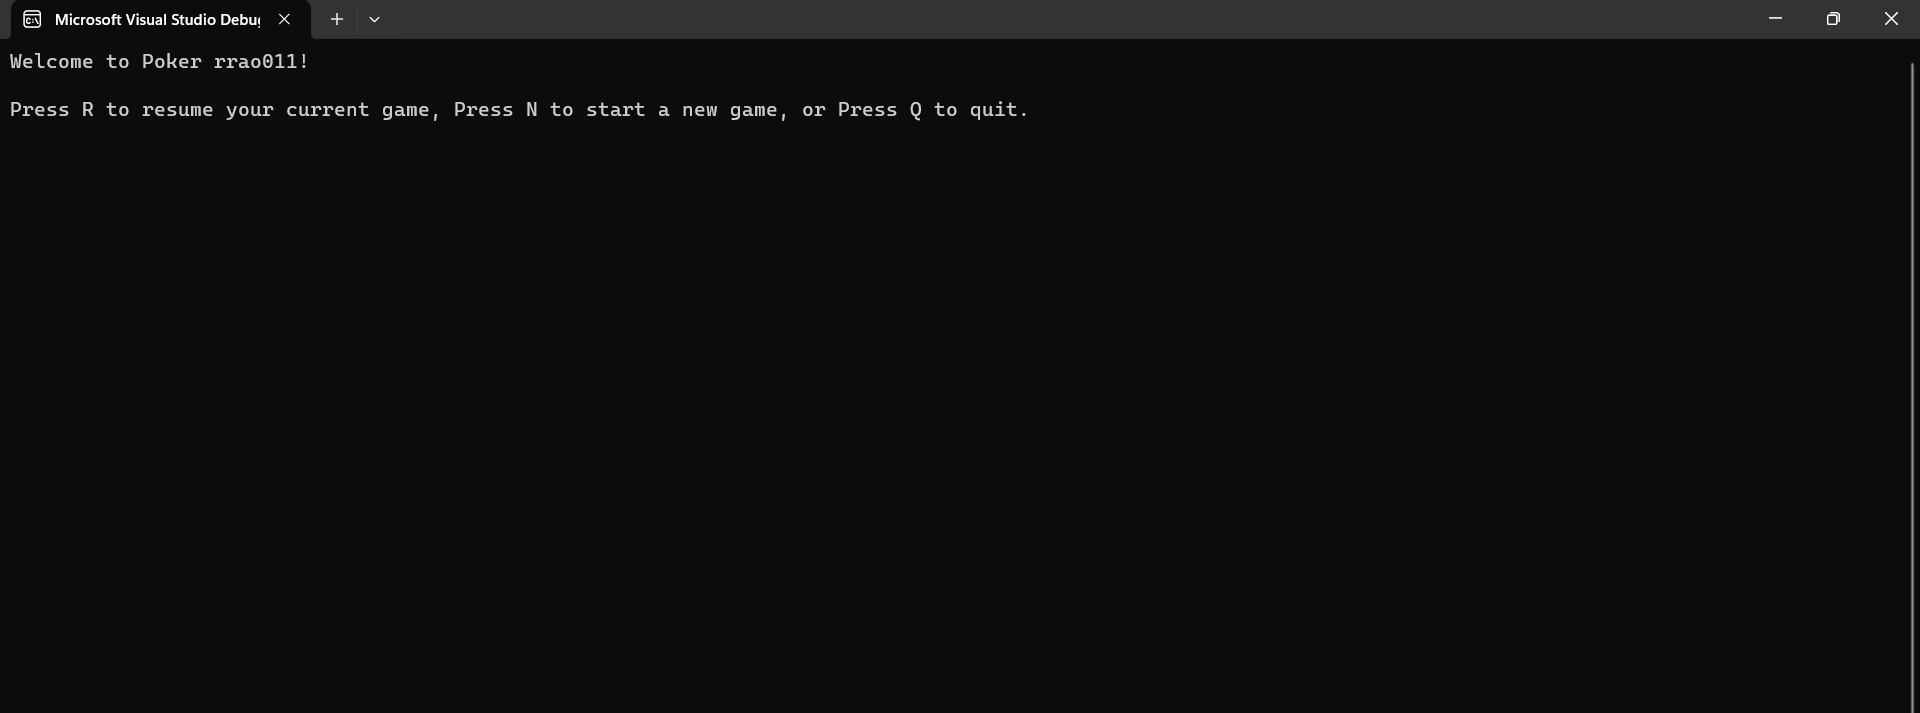 Microsoft Visual Studio Debu
Welcome to Poker rrao011!
Press R to resume your current game, Press N to start a new game, or Press Q to quit.